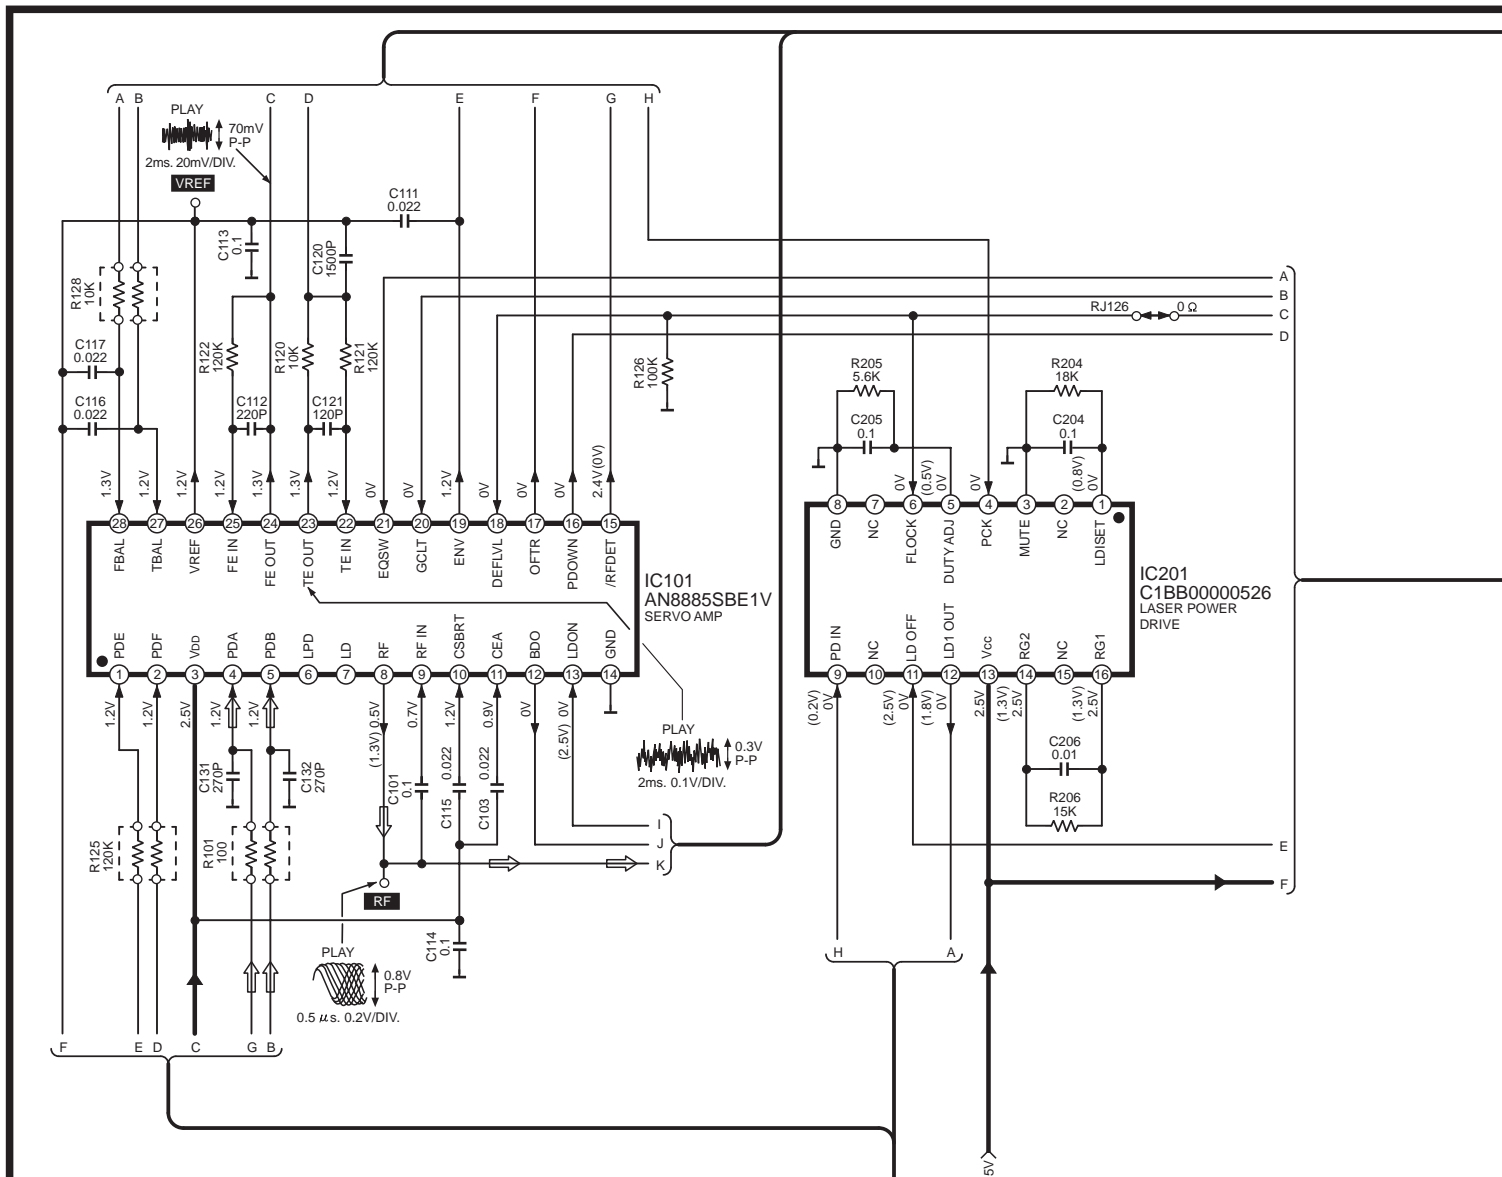 A B C D E F G H
PLAY
70mV
P-P
2ms. 20mV/DIV.
VREF
C111
0.022
C113
0.1
C120
1500P
R128
10K
A
B
RJ126
0 Ω
C
D
C117
0.022
R122
120K
R120
10K
R121
120K
R126
100K
R205
5.6K
R204
18K
C116
0.022
C112
220P
C121
120P
C205
0.1
C204
0.1
1.3V 1.2V 1.2V 1.2V 1.3V 1.3V 1.2V 0V 0V 1.2V 0V 0V 0V 2.4V (0V)
0V (0.5V) 0V 0V (0.8V) 0V
28 27 26 25 24 23 22 21 20 19 18 17 16 15
8 7 6 5 4 3 2 1
FBAL TBAL VREF FE IN FE OUT TE OUT TE IN EQSW GCLT ENV DEFLVL OFTR PDOWN /RFDET
GND NC FLOCK DUTY ADJ PCK MUTE NC LDISET
IC101
AN8885SBE1V
SERVO AMP
IC201
C1BB00000526
LASER POWER
DRIVE
PDE PDF VDD PDA PDB LPD LD RF RF IN CSBRT CEA BDO LDON GND
PD IN NC LD OFF LD1 OUT Vcc RG2 NC RG1
1 2 3 4 5 6 7 8 9 10 11 12 13 14
9 10 11 12 13 14 15 16
1.2V 1.2V 2.5V 1.2V 1.2V (1.3V) 0.5V 0.7V 1.2V 0.9V 0V (2.5V) 0V
(0.2V) 0V (2.5V) 0V (1.8V) 0V 2.5V (1.3V) 2.5V (1.3V) 2.5V
PLAY
0.3V
P-P
2ms. 0.1V/DIV.
C206
0.01
R206
15K
C131
270P
C132
270P
C101
0.1
C115
0.022
C103
0.022
I
J
K
R125
120K
R101
100
E
F
RF
PLAY
0.8V
P-P
0.5 μs. 0.2V/DIV.
C114
0.1
H A
F E D C G B
5V